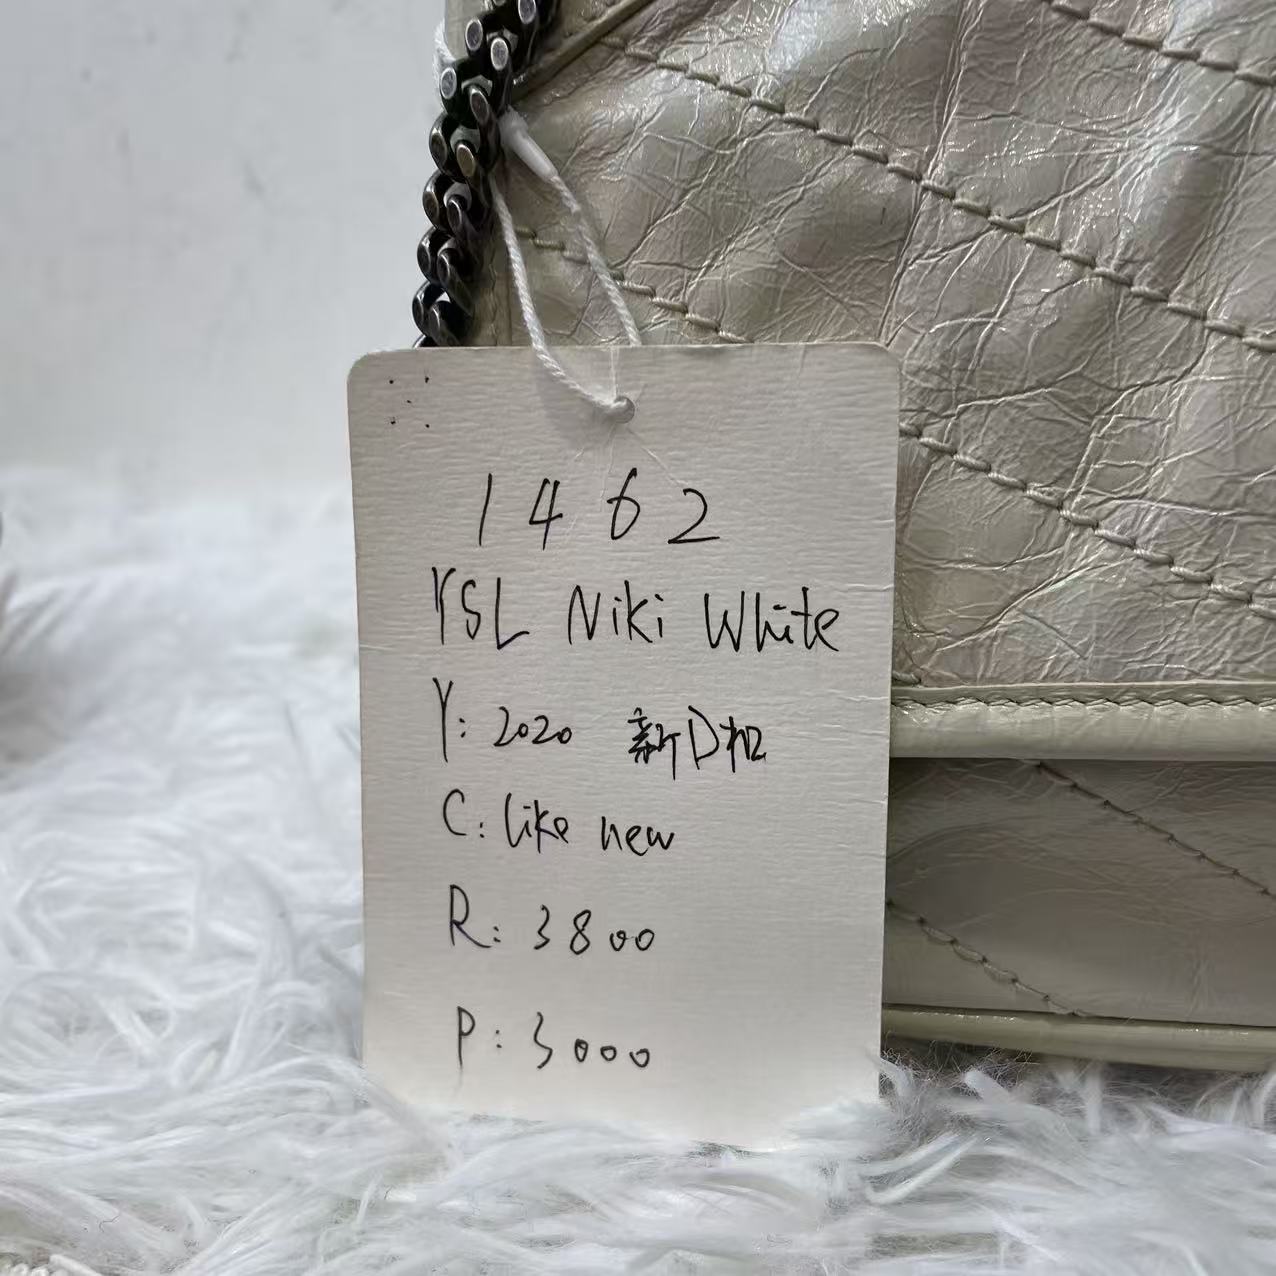 1462
YSL Niki White
Y: 2020 新D扣
C: like new
R: 3800
P: 3000